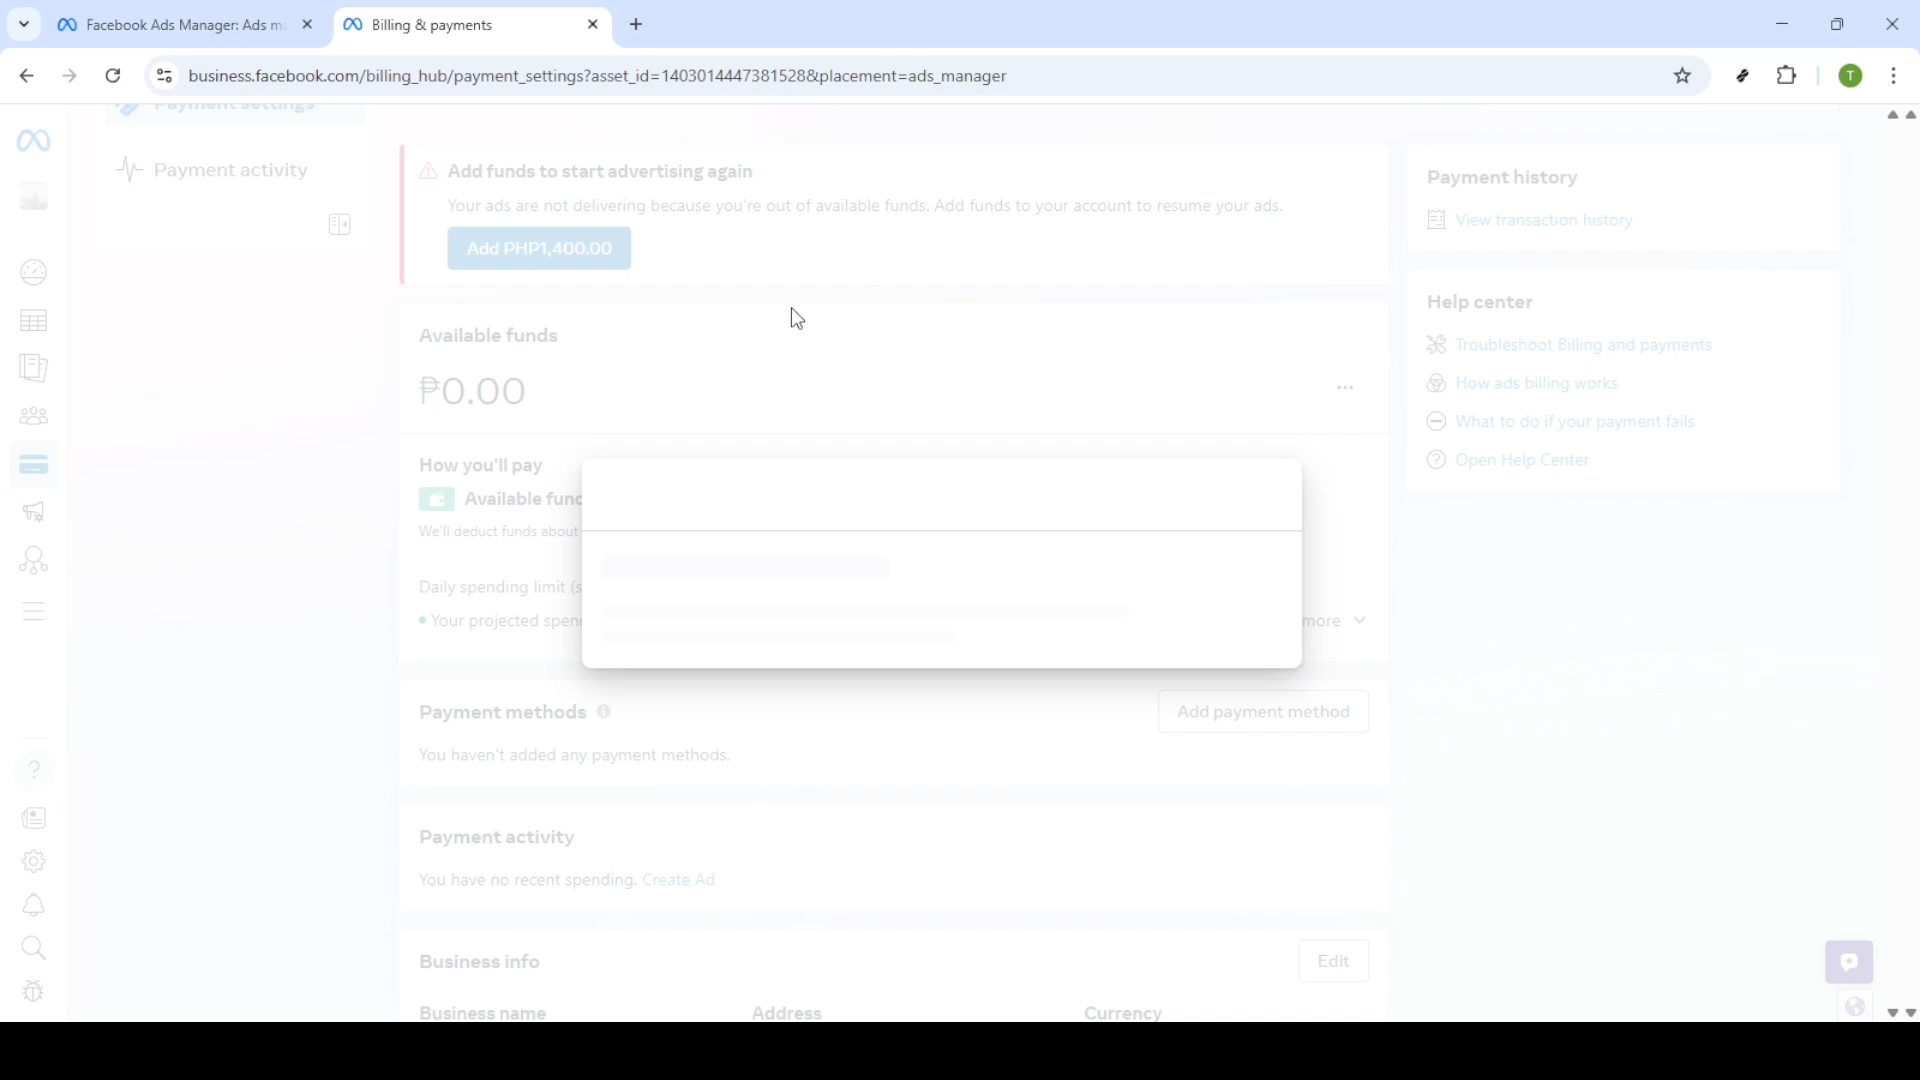 Facebook Ads Manager: Ads ma
Billing & payments
business.facebook.com/billing_hub/payment_settings?asset_id=1403014447381528&placement=ads_manager
T
Payment settings
Payment activity
Add funds to start advertising again
Your ads are not delivering because you're out of available funds. Add funds to your account to resume your ads.
Add PHP1,400.00
Available funds
₱0.00
How you'll pay
Available func
We'll deduct funds about
Daily spending limit (s
Your projected spen
more
Payment methods
Add payment method
You haven't added any payment methods.
Payment activity
You have no recent spending. Create Ad
Business info
Edit
Business name
Address
Currency
Payment history
View transaction history
Help center
Troubleshoot Billing and payments
How ads billing works
What to do if your payment fails
Open Help Center